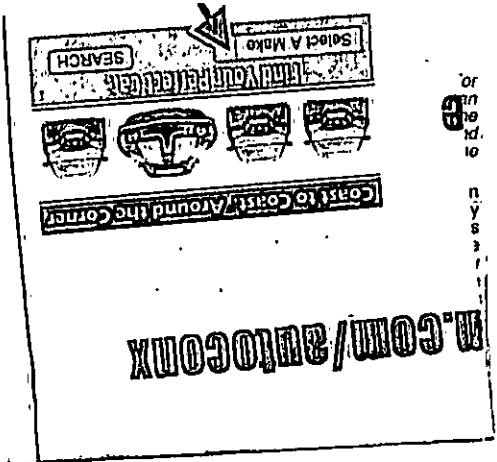 n.com/autoconx
Coast to Coast, Around the Corner
Find Your Perfect Car.
Select A Make SEARCH